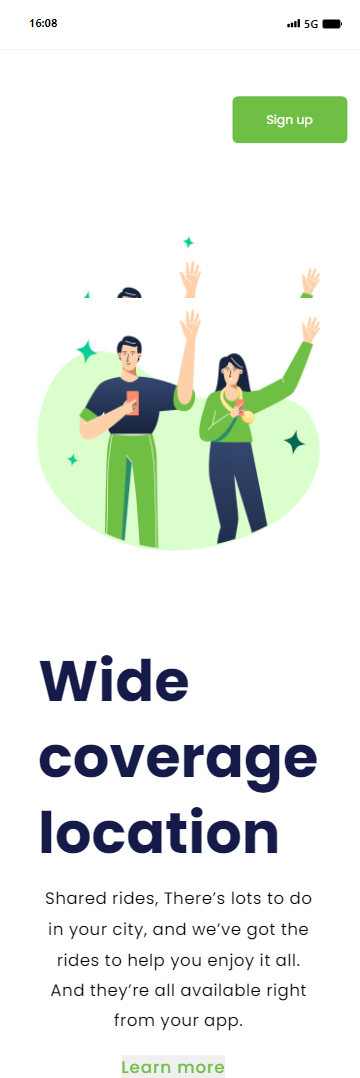 16:08
5G
Sign up
Wide
coverage
location
Shared rides, There’s lots to do
in your city, and we’ve got the
rides to help you enjoy it all.
And they’re all available right
from your app.
Learn more